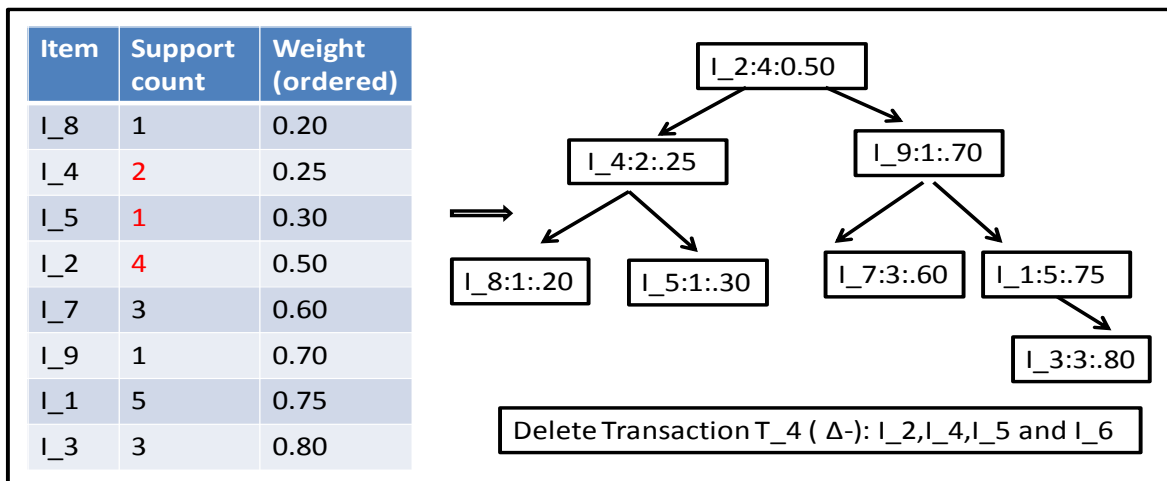 Item Support count Weight (ordered)
I_8 1 0.20
I_4 2 0.25
I_5 1 0.30
I_2 4 0.50
I_7 3 0.60
I_9 1 0.70
I_1 5 0.75
I_3 3 0.80
I_2:4:0.50
I_4:2:.25
I_9:1:.70
I_8:1:.20
I_5:1:.30
I_7:3:.60
I_1:5:.75
I_3:3:.80
Delete Transaction T_4 ( Δ-): I_2,I_4,I_5 and I_6